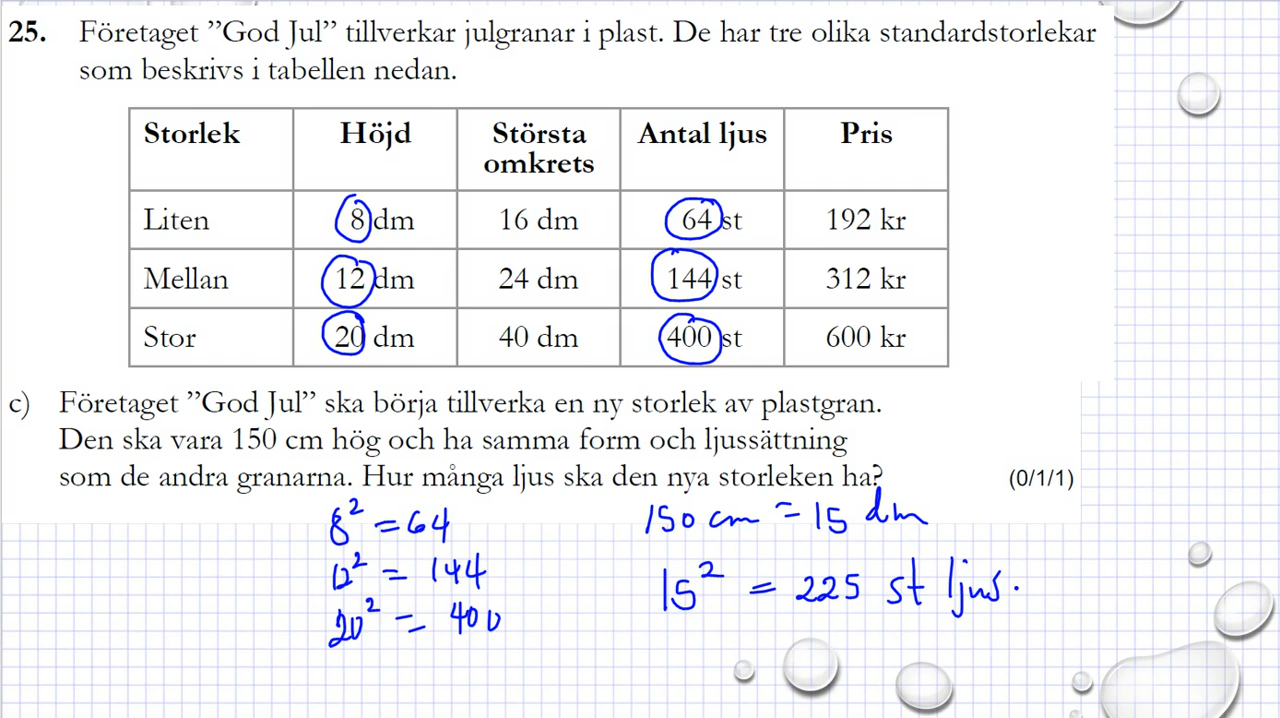 25. Företaget ”God Jul” tillverkar julgranar i plast. De har tre olika standardstorlekar
som beskrivs i tabellen nedan.
Storlek Höjd Största omkrets Antal ljus Pris
Liten 8 dm 16 dm 64 st 192 kr
Mellan 12 dm 24 dm 144 st 312 kr
Stor 20 dm 40 dm 400 st 600 kr
c) Företaget ”God Jul” ska börja tillverka en ny storlek av plastgran.
Den ska vara 150 cm hög och ha samma form och ljussättning
som de andra granarna. Hur många ljus ska den nya storleken ha? (0/1/1)
8² = 64
12² = 144
20² = 400
150 cm = 15 dm
15² = 225 st ljus.